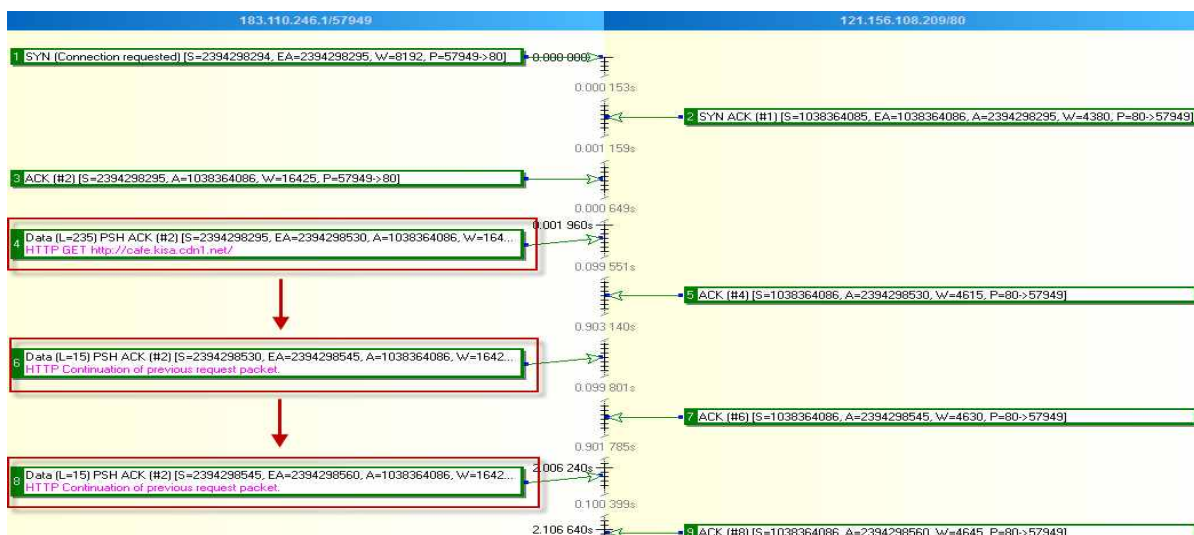 183.110.246.1/57949
121.156.108.209/80
1 SYN (Connection requested) [S=2394298294, EA=2394298295, W=8192, P=57949->80]
0.000 000s
0.000 153s
2 SYN ACK (#1) [S=1038364085, EA=1038364086, A=2394298295, W=4380, P=80->57949]
0.001 159s
3 ACK (#2) [S=2394298295, A=1038364086, W=16425, P=57949->80]
0.000 649s
0.001 960s
4 Data (L=235) PSH ACK (#2) [S=2394298295, EA=2394298530, A=1038364086, W=164...
HTTP GET http://cafe.kisa.cdn1.net/
0.099 551s
5 ACK (#4) [S=1038364086, A=2394298530, W=4615, P=80->57949]
0.903 140s
6 Data (L=15) PSH ACK (#2) [S=2394298530, EA=2394298545, A=1038364086, W=1642...
HTTP Continuation of previous request packet.
0.099 801s
7 ACK (#6) [S=1038364086, A=2394298545, W=4630, P=80->57949]
0.901 785s
2.006 240s
8 Data (L=15) PSH ACK (#2) [S=2394298545, EA=2394298560, A=1038364086, W=1642...
HTTP Continuation of previous request packet.
0.100 399s
2.106 640s
9 ACK (#8) [S=1038364086, A=2394298560, W=4645, P=80->57949]